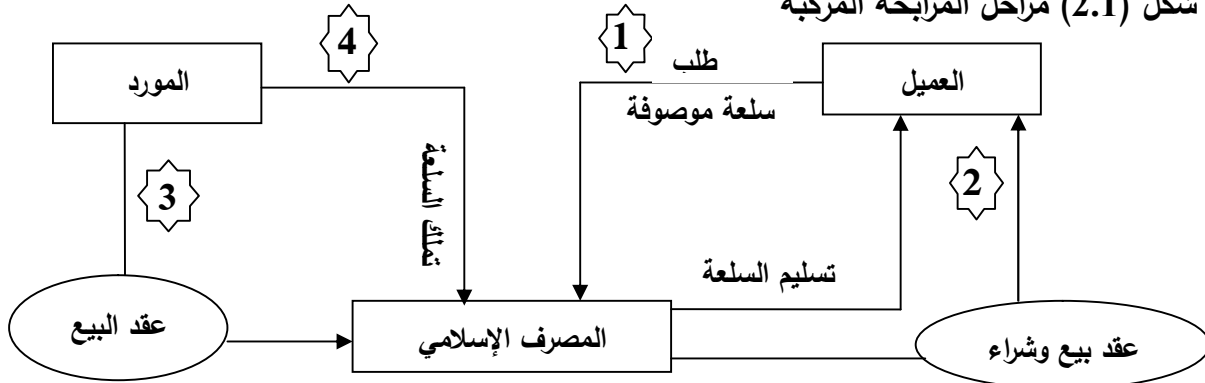 شكل (2.1) مراحل المرابحة المركبة
العميل
1
طلب
سلعة موصوفة
4
المورد
2
3
تملك السلعة
تسليم السلعة
المصرف الإسلامي
عقد البيع
عقد بيع وشراء